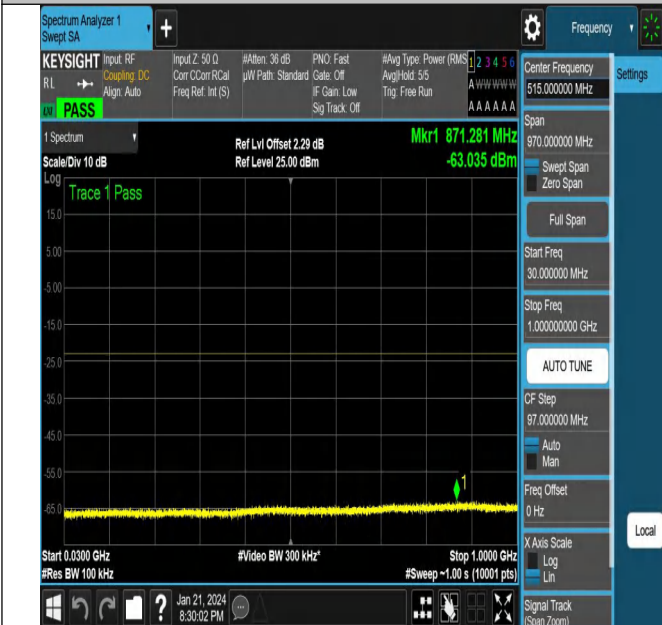 Spectrum Analyzer 1
Swept SA
Frequency
KEYSIGHT
RL
PASS
Input: RF
Coupling: DC
Align: Auto
Input Z: 50 Ω
Corr CCorr RCal
Freq Ref: Int (S)
#Atten: 36 dB
µW Path: Standard
PNO: Fast
Gate: Off
IF Gain: Low
Sig Track: Off
#Avg Type: Power (RMS
Avg|Hold: 5/5
Trig: Free Run
1 2 3 4 5 6
A W W W W W
A A A A A A
Center Frequency
515.000000 MHz
Settings
Span
970.000000 MHz
Swept Span
Zero Span
Full Span
Start Freq
30.000000 MHz
Stop Freq
1.000000000 GHz
AUTO TUNE
CF Step
97.000000 MHz
Auto
Man
Freq Offset
0 Hz
X Axis Scale
Log
Lin
Signal Track
(Span Zoom)
Local
1 Spectrum
Scale/Div 10 dB
Ref Lvl Offset 2.29 dB
Ref Level 25.00 dBm
Mkr1 871.281 MHz
-63.035 dBm
Log
Trace 1 Pass
15.0
5.00
-5.00
-15.0
-25.0
-35.0
-45.0
-55.0
-65.0
1
Start 0.0300 GHz
#Res BW 100 kHz
#Video BW 300 kHz*
Stop 1.0000 GHz
#Sweep ~1.00 s (10001 pts)
?
Jan 21, 2024
8:30:02 PM